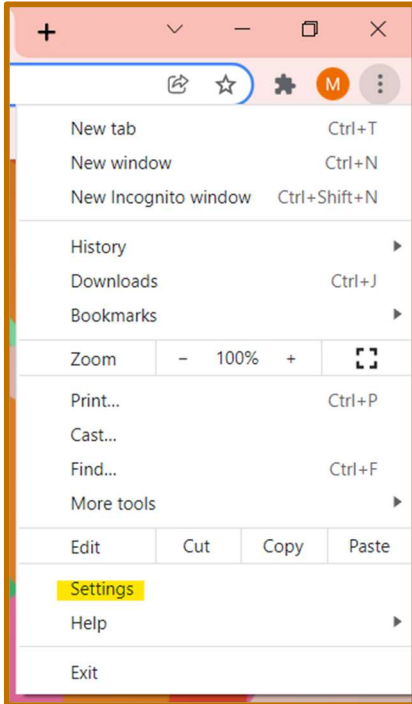 M
New tab Ctrl+T
New window Ctrl+N
New Incognito window Ctrl+Shift+N
History
Downloads Ctrl+J
Bookmarks
Zoom - 100% +
Print... Ctrl+P
Cast...
Find... Ctrl+F
More tools
Edit Cut Copy Paste
Settings
Help
Exit